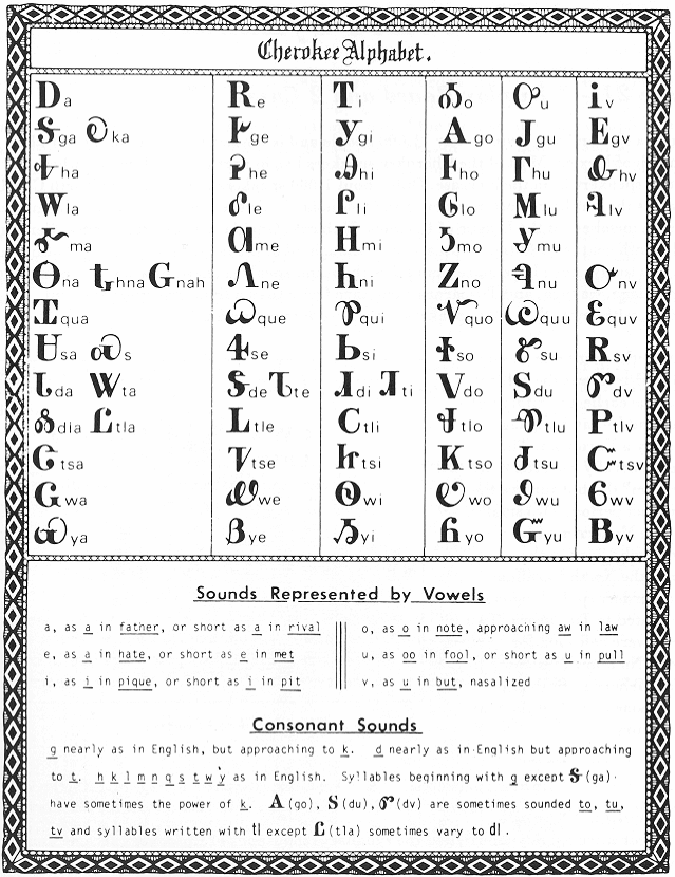 Cherokee Alphabet.
Ꭰa Ꭱe Ꭲi Ꭳo Ꭴu Ꭵv
Ꭶga Ꭷka Ꭸge Ꭹgi Ꭺgo Ꭻgu Ꭼgv
Ꭽha Ꭾhe Ꭿhi Ꮀho Ꮁhu Ꮂhv
Ꮃla Ꮄle Ꮅli Ꮆlo Ꮇlu Ꮈlv
Ꮉma Ꮊme Ꮋmi Ꮌmo Ꮍmu
Ꮎna Ꮏhna Ꮐnah Ꮑne Ꮒni Ꮓno Ꮔnu Ꮕnv
Ꮖqua Ꮗque Ꮘqui Ꮙquo Ꮚquu Ꮛquv
Ꮜsa Ꮝs Ꮞse Ꮟsi Ꮠso Ꮡsu Ꮢsv
Ꮣda Ꮤta Ꮥde Ꮦte Ꮧdi Ꮨti Ꮩdo Ꮪdu Ꮫdv
Ꮬdla Ꮭtla Ꮮtle Ꮯtli Ꮰtlo Ꮱtlu Ꮲtlv
Ꮳtsa Ꮴtse Ꮵtsi Ꮶtso Ꮷtsu Ꮸtsv
Ꮹwa Ꮺwe Ꮻwi Ꮼwo Ꮽwu Ꮾwv
Ꮿya Ᏸye Ᏹyi Ᏺyo Ᏻyu Ᏼyv
Sounds Represented by Vowels
a, as a in father, or short as a in rival
e, as a in hate, or short as e in met
i, as i in pique, or short as i in pit
o, as o in note, approaching aw in law
u, as oo in fool, or short as u in pull
v, as u in but, nasalized
Consonant Sounds
g nearly as in English, but approaching to k. d nearly as in English but approaching
to t. h k l m n q s t w y as in English. Syllables beginning with g except Ꭶ (ga)
have sometimes the power of k. Ꭺ (go), Ꮪ (du), Ꮫ (dv) are sometimes sounded to, tu,
tv and syllables written with tl except Ꮭ (tla) sometimes vary to dl.